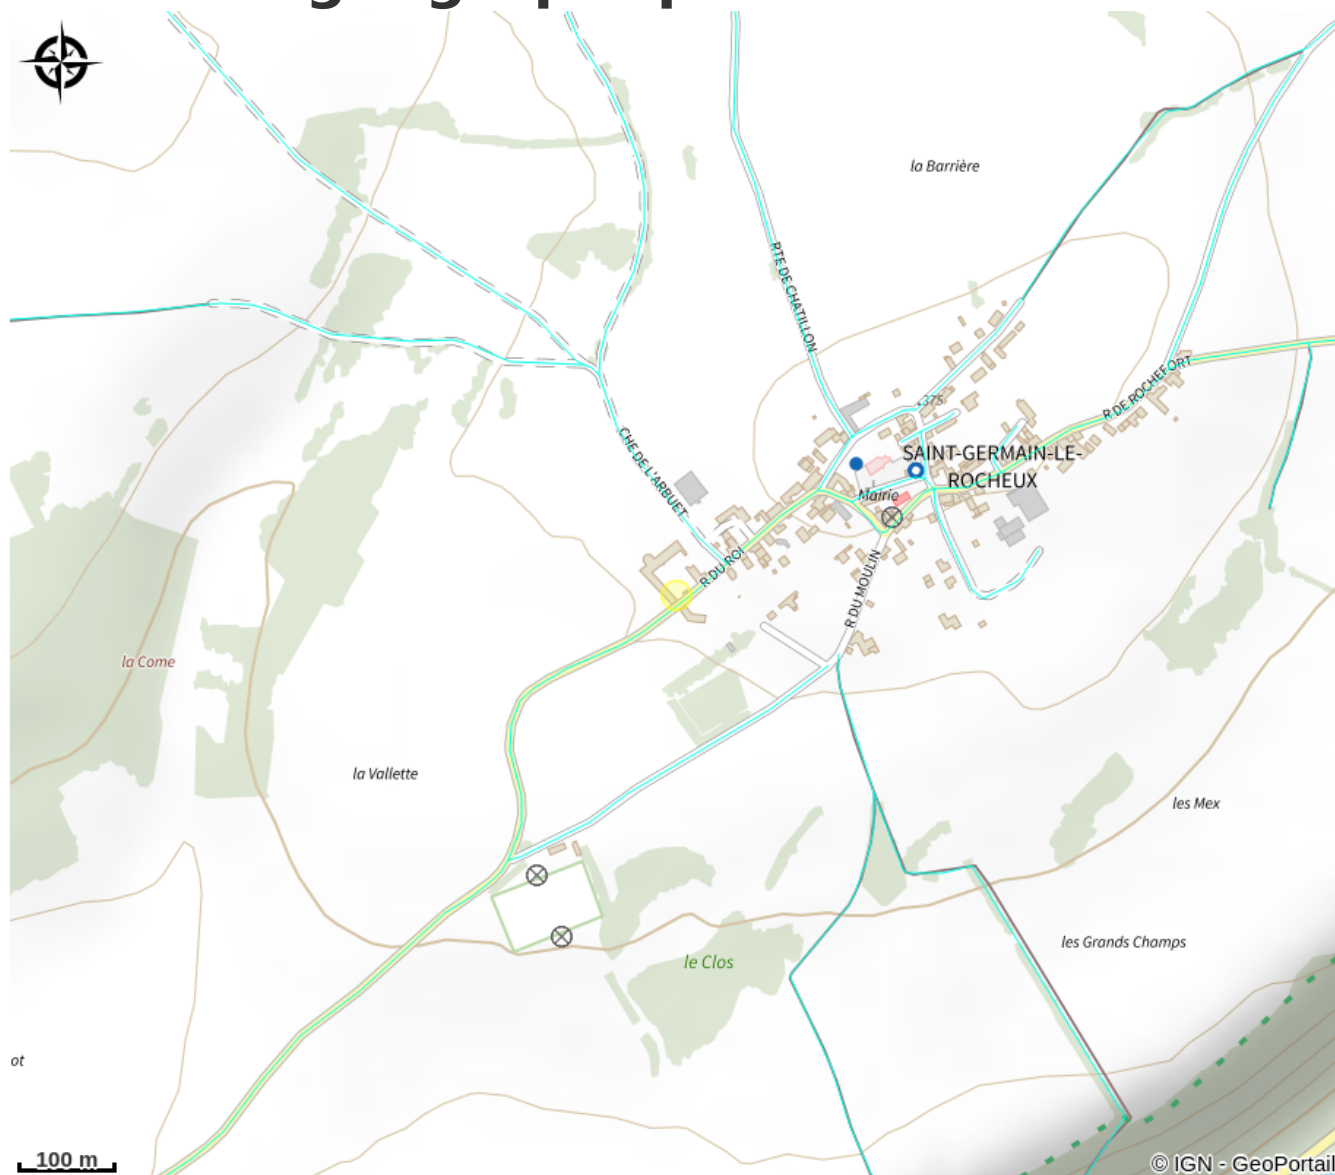 la Barrière
RTE DE CHATILLON
375
R DE ROCHEFORT
CHE DE L'ARBUET
SAINT-GERMAIN-LE-
ROCHEUX
Mairie
R DU ROI
R DU MOULIN
la Come
la Vallette
les Mex
les Grands Champs
le Clos
ot
100 m
© IGN - GeoPortail